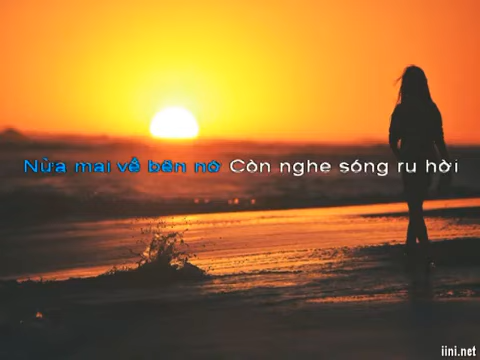 Nửa mai về bên nớ Còn nghe sóng ru hời
iini.net